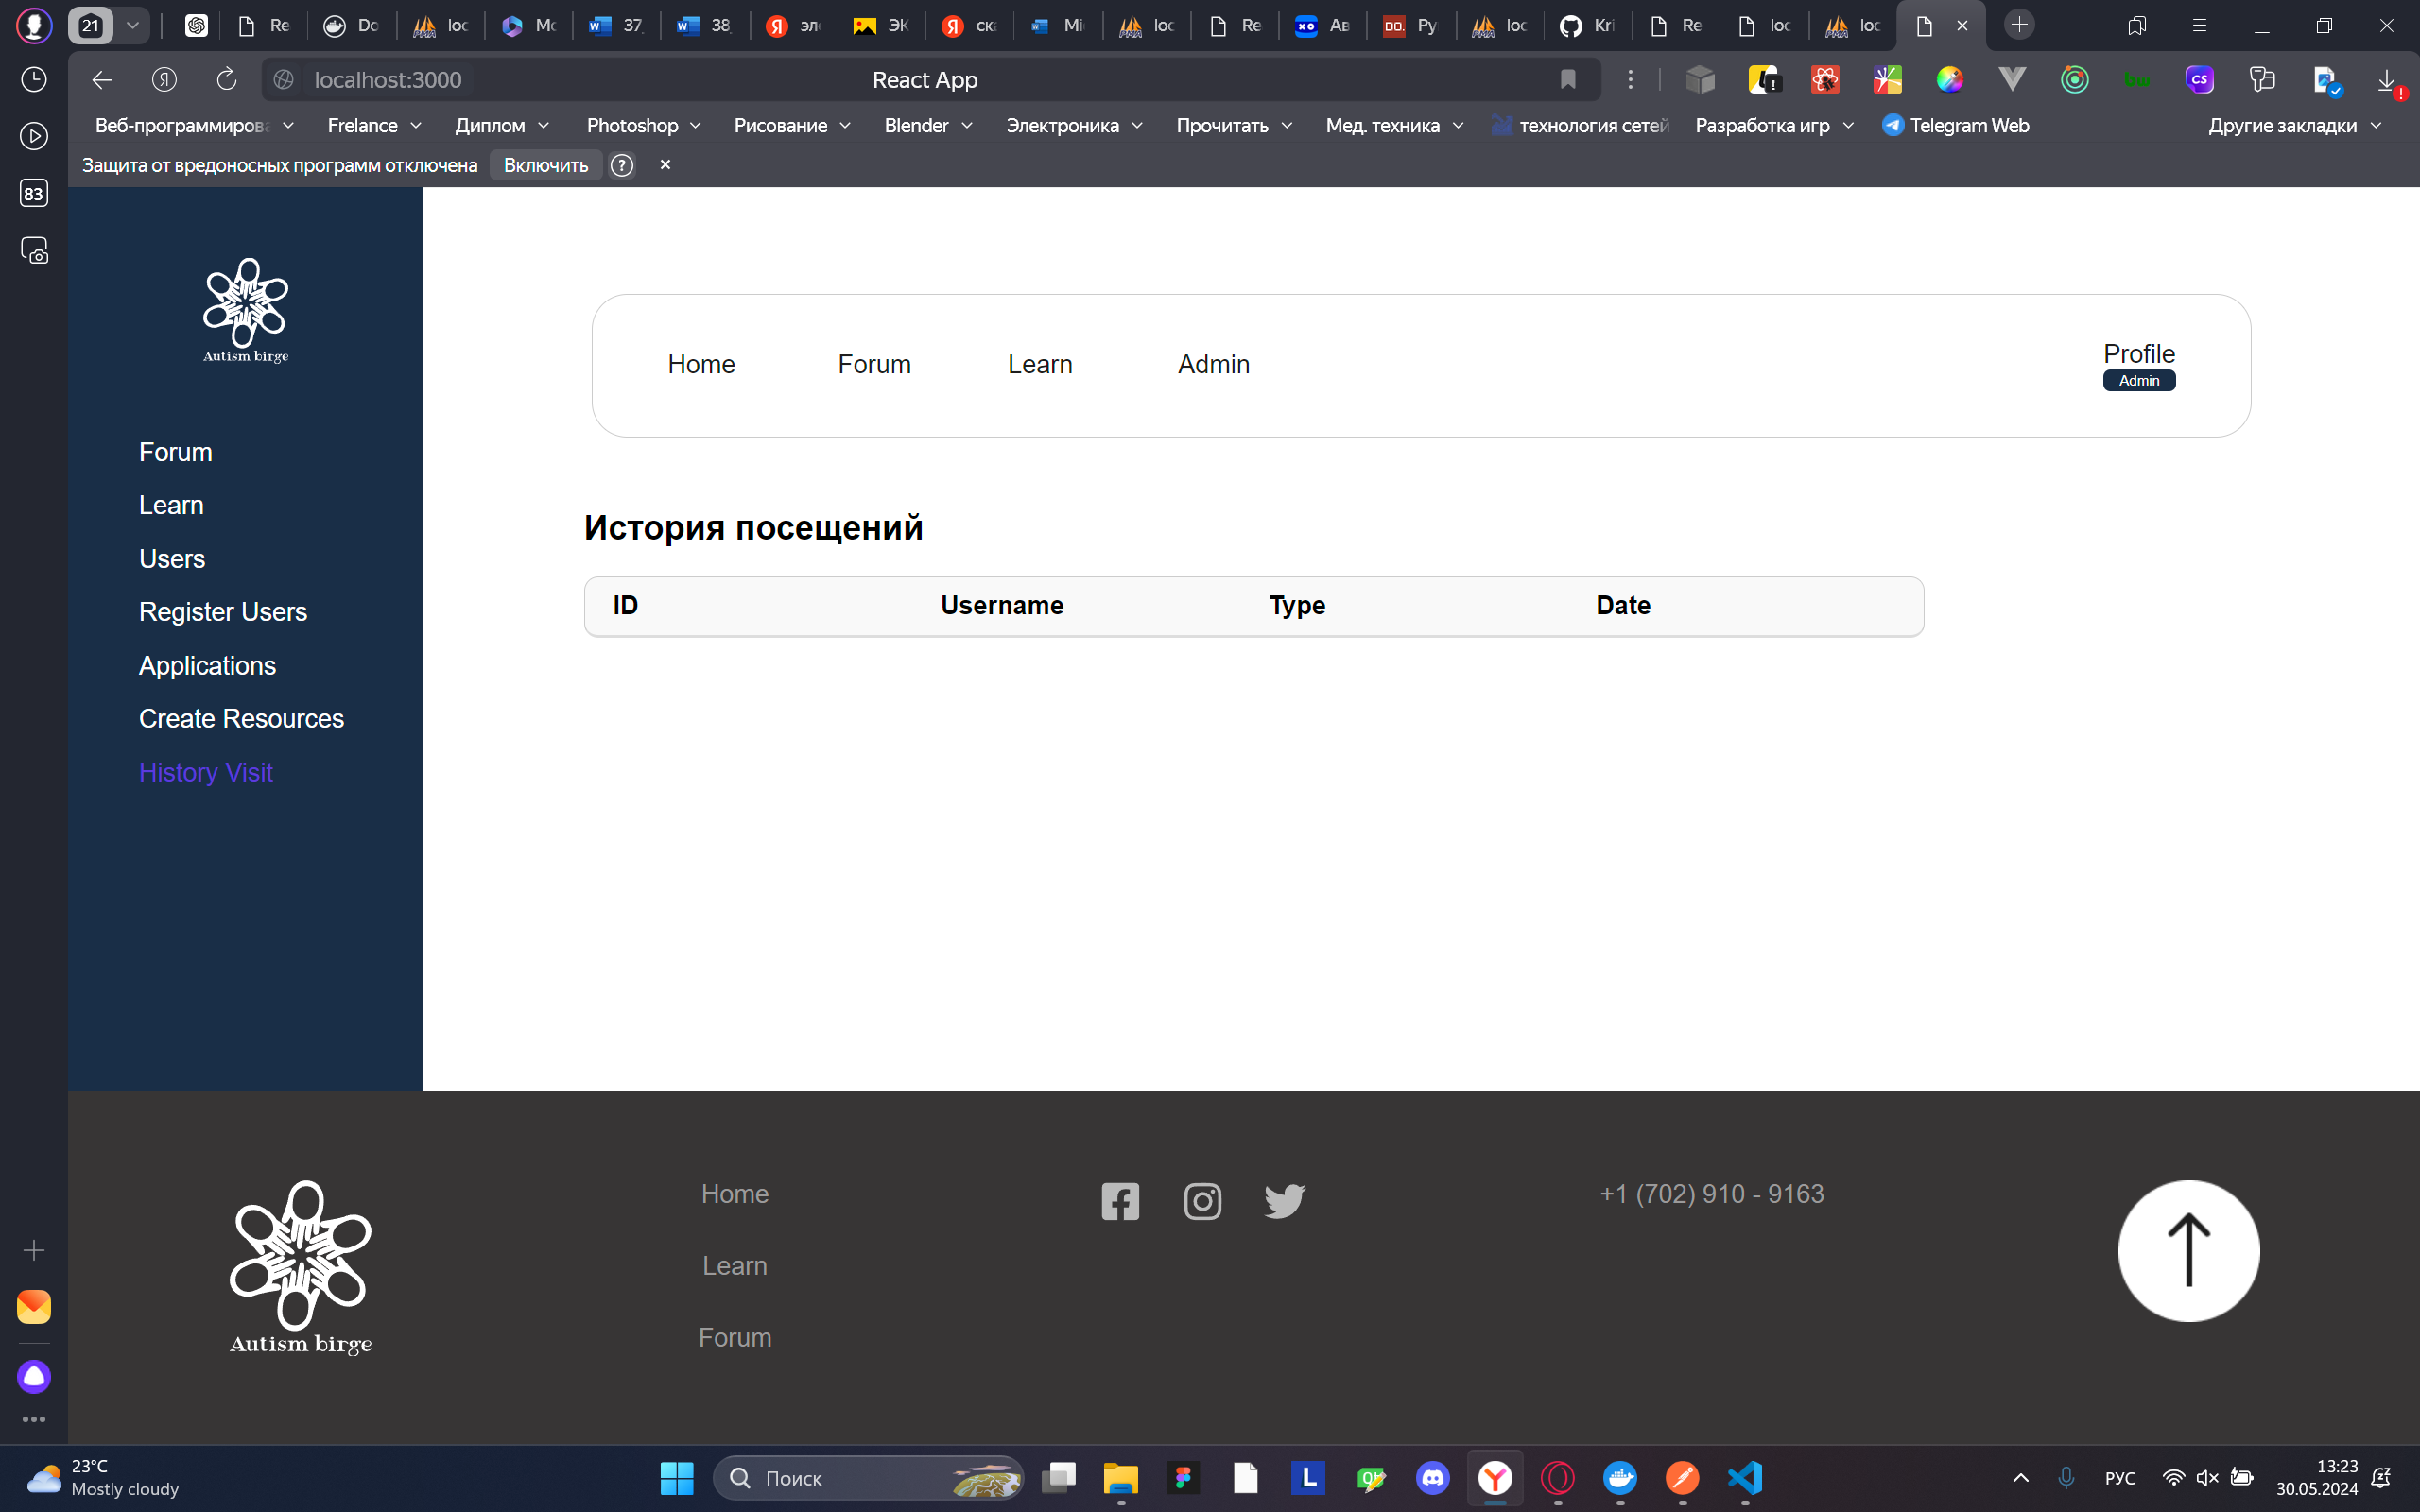 21
Re
Do
loc
Mc
37
38
эл
ЭК
ска
Mi
loc
Re
Ав
Ру
loc
Kri
Re
loc
loc
localhost:3000
React App
Веб-программирова
Frelance
Диплом
Photoshop
Рисование
Blender
Электроника
Прочитать
Мед. техника
технология сетей
Разработка игр
Telegram Web
Другие закладки
Защита от вредоносных программ отключена
Включить
83
Autism birge
Home
Forum
Learn
Admin
Profile
Admin
Forum
Learn
Users
Register Users
Applications
Create Resources
History Visit
История посещений
ID
Username
Type
Date
Autism birge
Home
Learn
Forum
+1 (702) 910 - 9163
23°C
Mostly cloudy
Поиск
РУС
13:23
30.05.2024